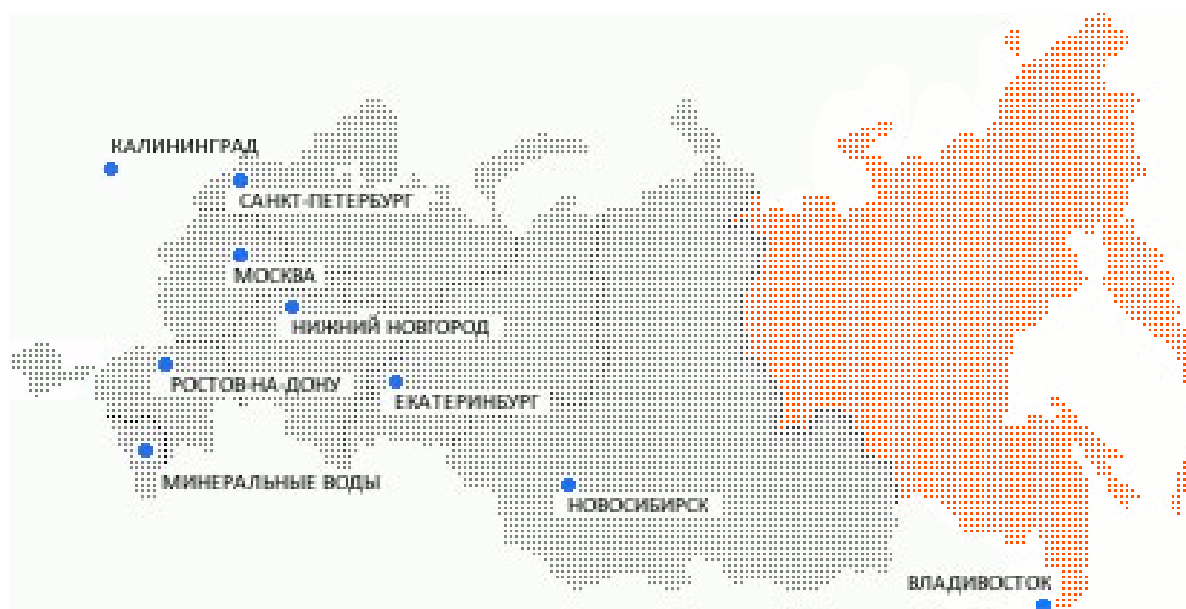 КАЛИНИНГРАД
САНКТ-ПЕТЕРБУРГ
МОСКВА
НИЖНИЙ НОВГОРОД
РОСТОВ-НА-ДОНУ
ЕКАТЕРИНБУРГ
МИНЕРАЛЬНЫЕ ВОДЫ
НОВОСИБИРСК
ВЛАДИВОСТОК